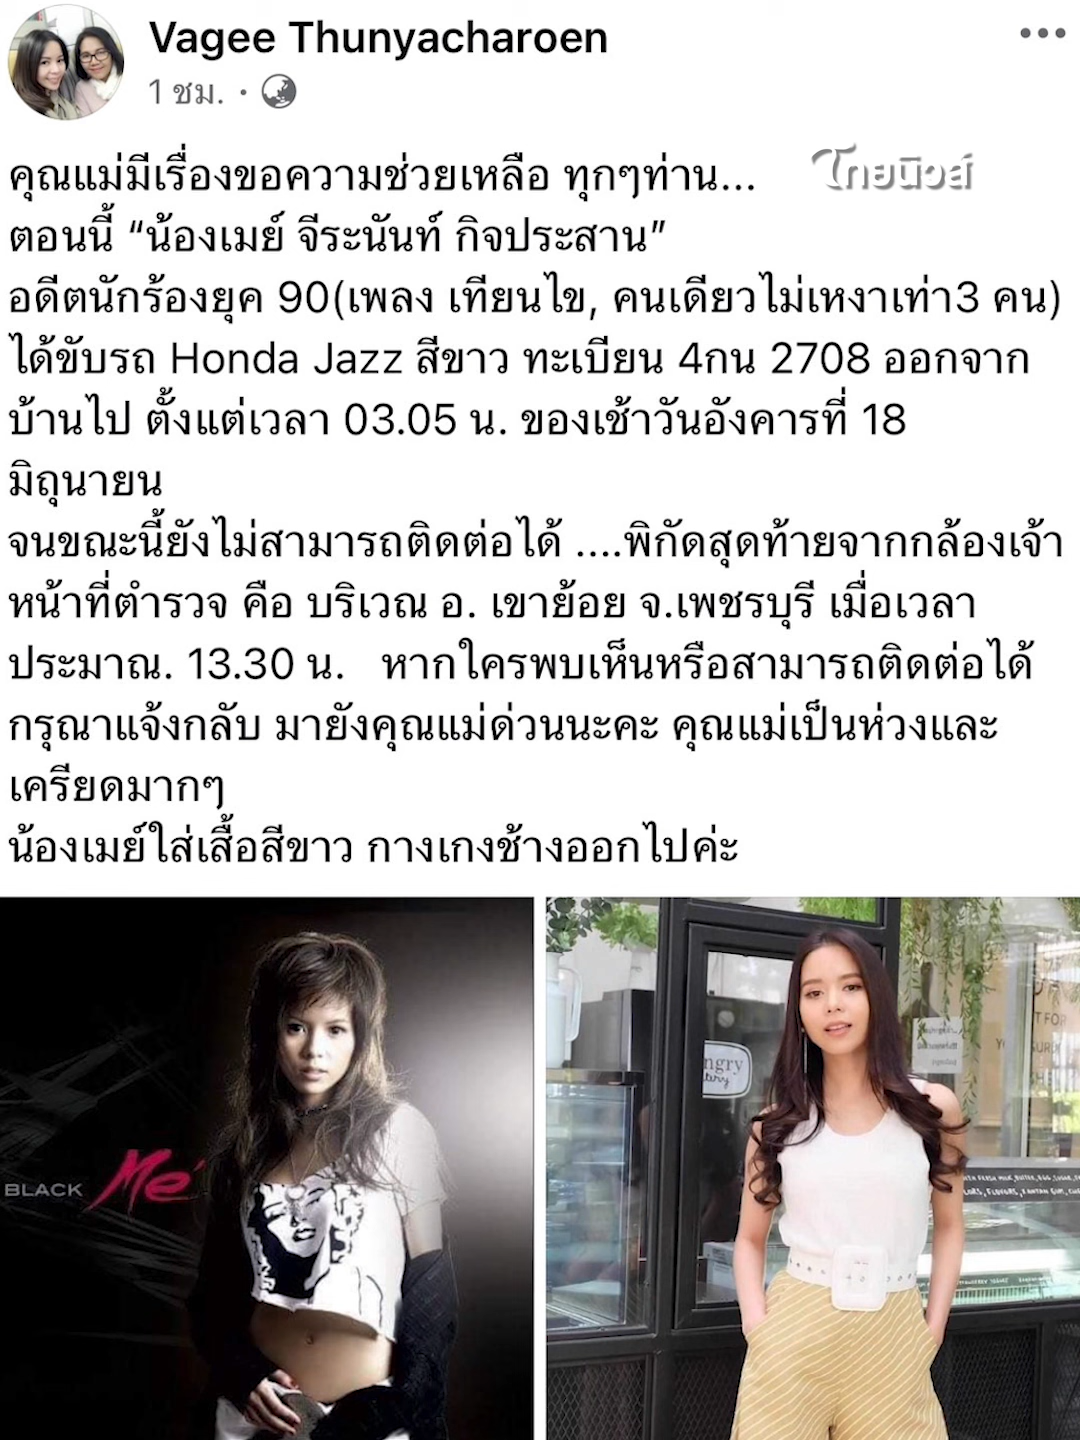 Vagee Thunyacharoen
1 ชม.
ไทยนิวส์
คุณแม่มีเรื่องขอความช่วยเหลือ ทุกๆท่าน...
ตอนนี้ “น้องเมย์ จีระนันท์ กิจประสาน”
อดีตนักร้องยุค 90(เพลง เทียนไข, คนเดียวไม่เหงาเท่า3 คน)
ได้ขับรถ Honda Jazz สีขาว ทะเบียน 4กน 2708 ออกจาก
บ้านไป ตั้งแต่เวลา 03.05 น. ของเช้าวันอังคารที่ 18
มิถุนายน
จนขณะนี้ยังไม่สามารถติดต่อได้ ....พิกัดสุดท้ายจากกล้องเจ้า
หน้าที่ตำรวจ คือ บริเวณ อ. เขาย้อย จ.เพชรบุรี เมื่อเวลา
ประมาณ. 13.30 น. หากใครพบเห็นหรือสามารถติดต่อได้
กรุณาแจ้งกลับ มายังคุณแม่ด่วนนะคะ คุณแม่เป็นห่วงและ
เครียดมากๆ
น้องเมย์ใส่เสื้อสีขาว กางเกงช้างออกไปค่ะ
BLACK Mé
ngry